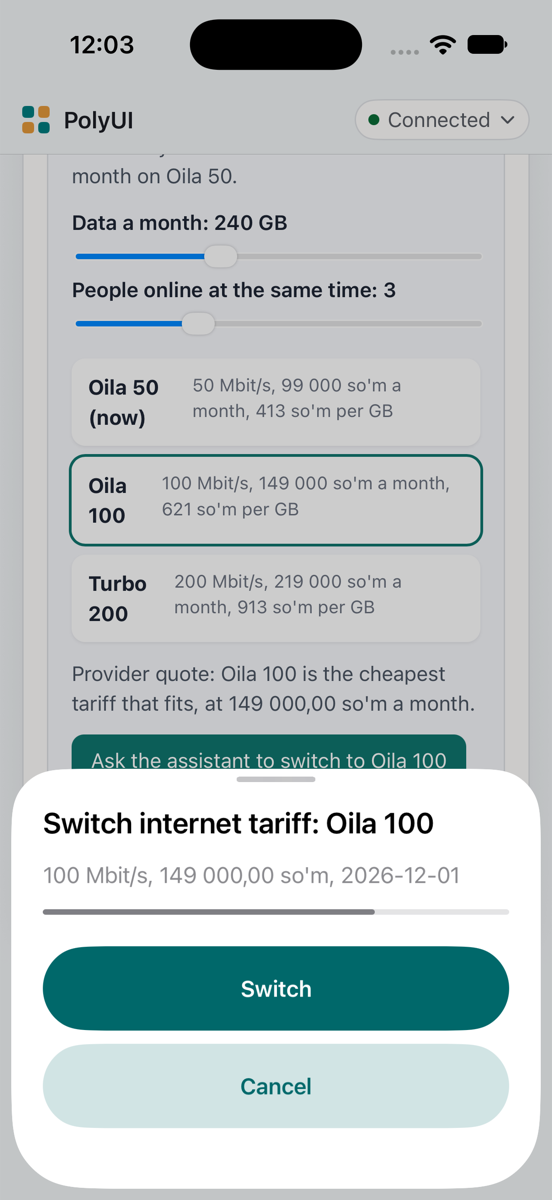 12:03
PolyUI
Connected
month on Oila 50.
Data a month: 240 GB
People online at the same time: 3
Oila 50
(now)
50 Mbit/s, 99 000 so'm a
month, 413 so'm per GB
Oila
100
100 Mbit/s, 149 000 so'm a month,
621 so'm per GB
Turbo
200
200 Mbit/s, 219 000 so'm a
month, 913 so'm per GB
Provider quote: Oila 100 is the cheapest
tariff that fits, at 149 000,00 so'm a month.
Ask the assistant to switch to Oila 100
Switch internet tariff: Oila 100
100 Mbit/s, 149 000,00 so'm, 2026-12-01
Switch
Cancel